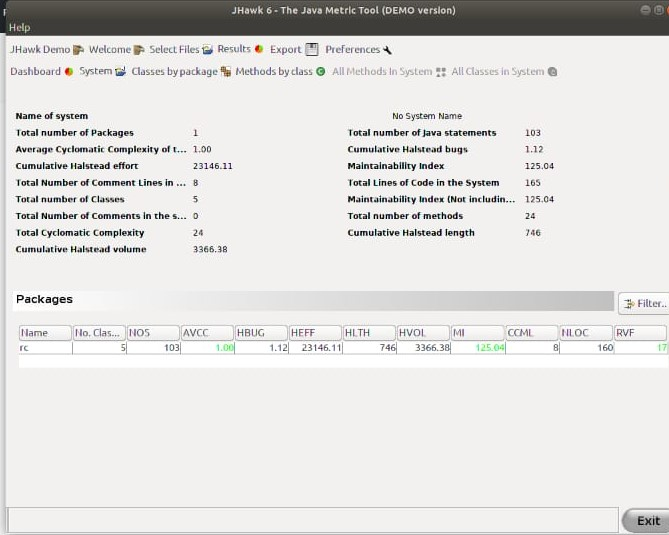 JHawk 6 - The Java Metric Tool (DEMO version)
Help
JHawk Demo Welcome Select Files Results Export Preferences
Dashboard System Classes by package Methods by class All Methods In System All Classes in System
Name of system No System Name
Total number of Packages 1 Total number of Java statements 103
Average Cyclomatic Complexity of t... 1.00 Cumulative Halstead bugs 1.12
Cumulative Halstead effort 23146.11 Maintainability Index 125.04
Total Number of Comment Lines in ... 8 Total Lines of Code in the System 165
Total number of Classes 5 Maintainability Index (Not includin... 125.04
Total Number of Comments in the s... 0 Total number of methods 24
Total Cyclomatic Complexity 24 Cumulative Halstead length 746
Cumulative Halstead volume 3366.38
Packages
Filter..
Name No. Clas... NOS AVCC HBUG HEFF HLTH HVOL MI CCML NLOC RVF
rc 5 103 1.00 1.12 23146.11 746 3366.38 125.04 8 160 17
Exit